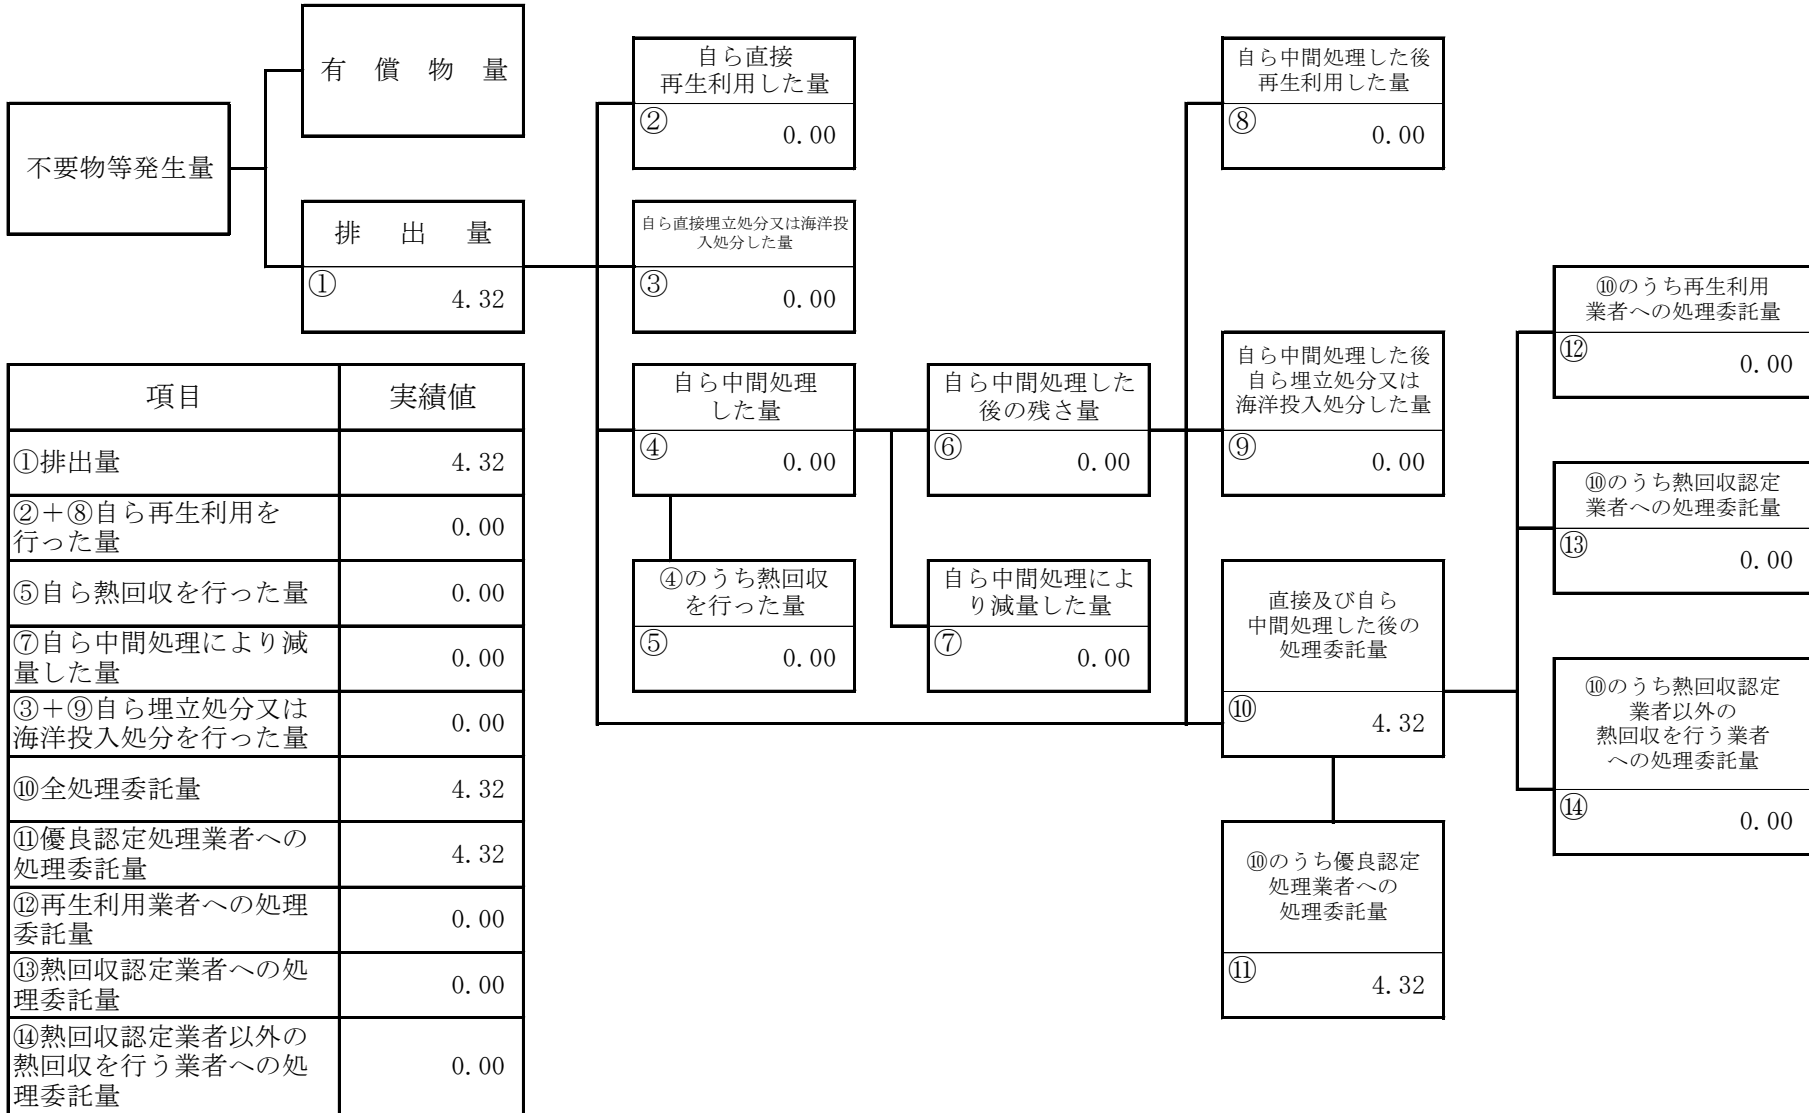 有償物量
不要物等発生量
排出量
①
4.32
自ら直接
再生利用した量
②
0.00
自ら直接埋立処分又は海洋投
入処分した量
③
0.00
自ら中間処理
した量
④
0.00
④のうち熱回収
を行った量
⑤
0.00
自ら中間処理した
後の残さ量
⑥
0.00
自ら中間処理によ
り減量した量
⑦
0.00
自ら中間処理した後
再生利用した量
⑧
0.00
自ら中間処理した後
自ら埋立処分又は
海洋投入処分した量
⑨
0.00
直接及び自ら
中間処理した後の
処理委託量
⑩
4.32
⑩のうち優良認定
処理業者への
処理委託量
⑪
4.32
⑩のうち再生利用
業者への処理委託量
⑫
0.00
⑩のうち熱回収認定
業者への処理委託量
⑬
0.00
⑩のうち熱回収認定
業者以外の
熱回収を行う業者
への処理委託量
⑭
0.00
項目 実績値
①排出量 4.32
②＋⑧自ら再生利用を
行った量 0.00
⑤自ら熱回収を行った量 0.00
⑦自ら中間処理により減
量した量 0.00
③＋⑨自ら埋立処分又は
海洋投入処分を行った量 0.00
⑩全処理委託量 4.32
⑪優良認定処理業者への
処理委託量 4.32
⑫再生利用業者への処理
委託量 0.00
⑬熱回収認定業者への処
理委託量 0.00
⑭熱回収認定業者以外の
熱回収を行う業者への処 0.00
理委託量